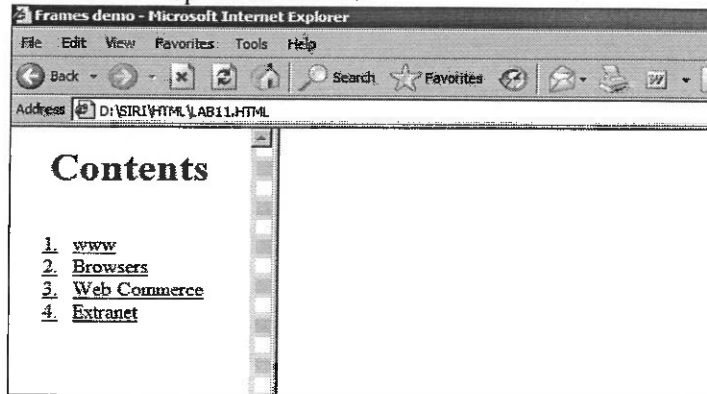 Frames demo - Microsoft Internet Explorer
File Edit View Favorites Tools Help
Back Search Favorites
Address D:\SIRI\HTML\LAB11.HTML
Contents
1. www
2. Browsers
3. Web Commerce
4. Extranet